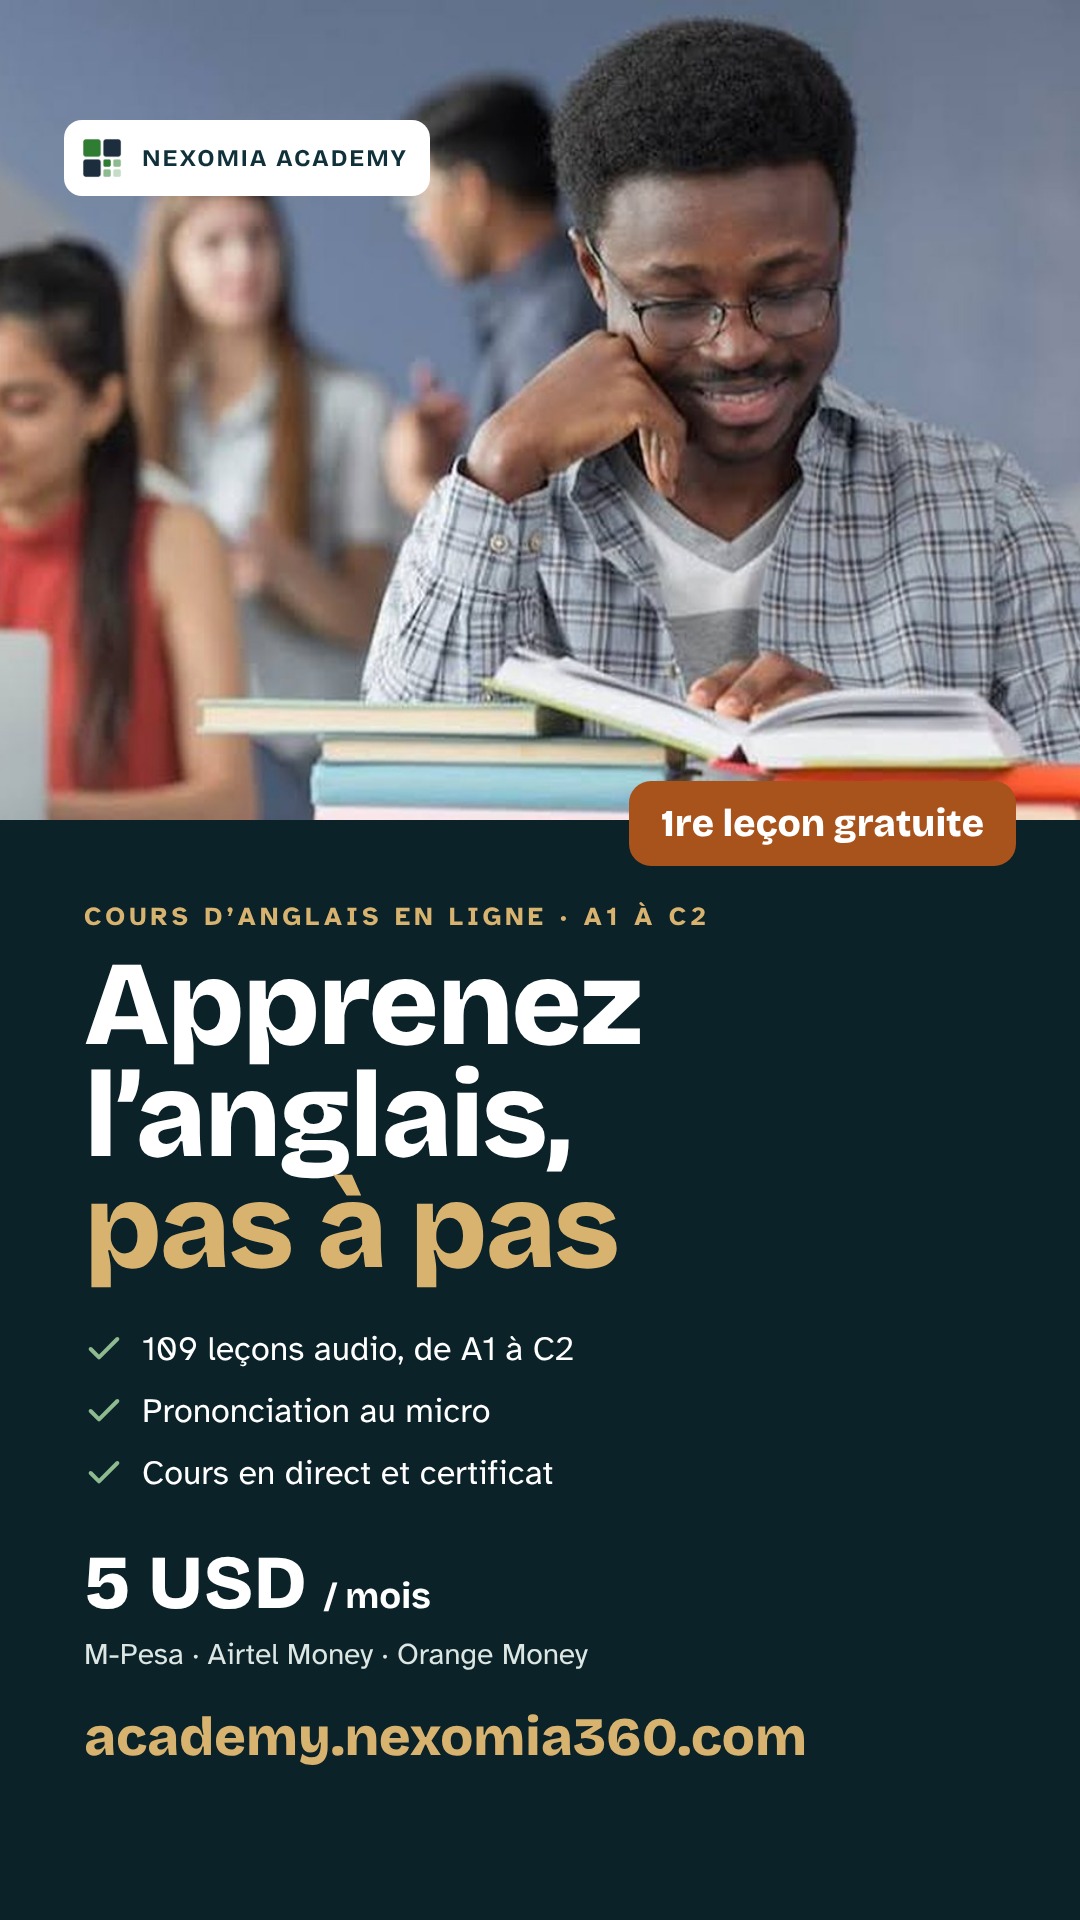 NEXOMIA ACADEMY
1re leçon gratuite
COURS D’ANGLAIS EN LIGNE · A1 À C2
Apprenez
l’anglais,
pas à pas
109 leçons audio, de A1 à C2
Prononciation au micro
Cours en direct et certificat
5 USD / mois
M-Pesa · Airtel Money · Orange Money
academy.nexomia360.com